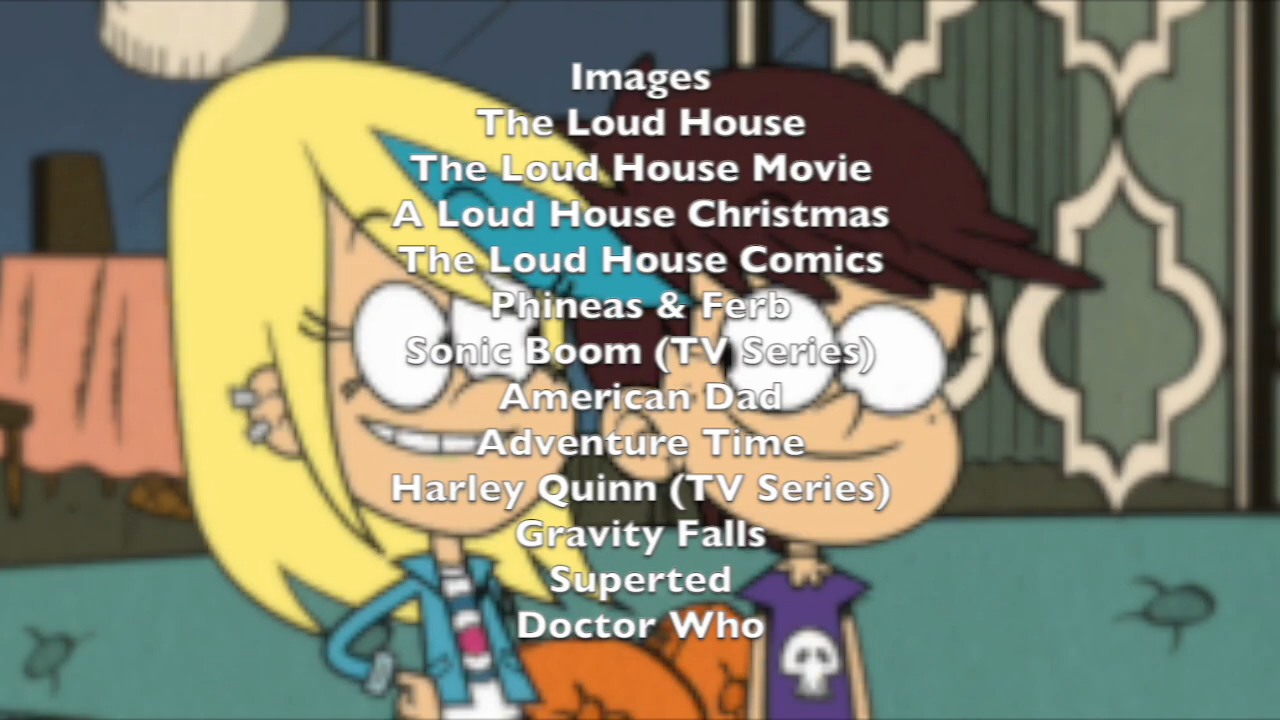 Images
The Loud House
The Loud House Movie
A Loud House Christmas
The Loud House Comics
Phineas & Ferb
Sonic Boom (TV Series)
American Dad
Adventure Time
Harley Quinn (TV Series)
Gravity Falls
Superted
Doctor Who